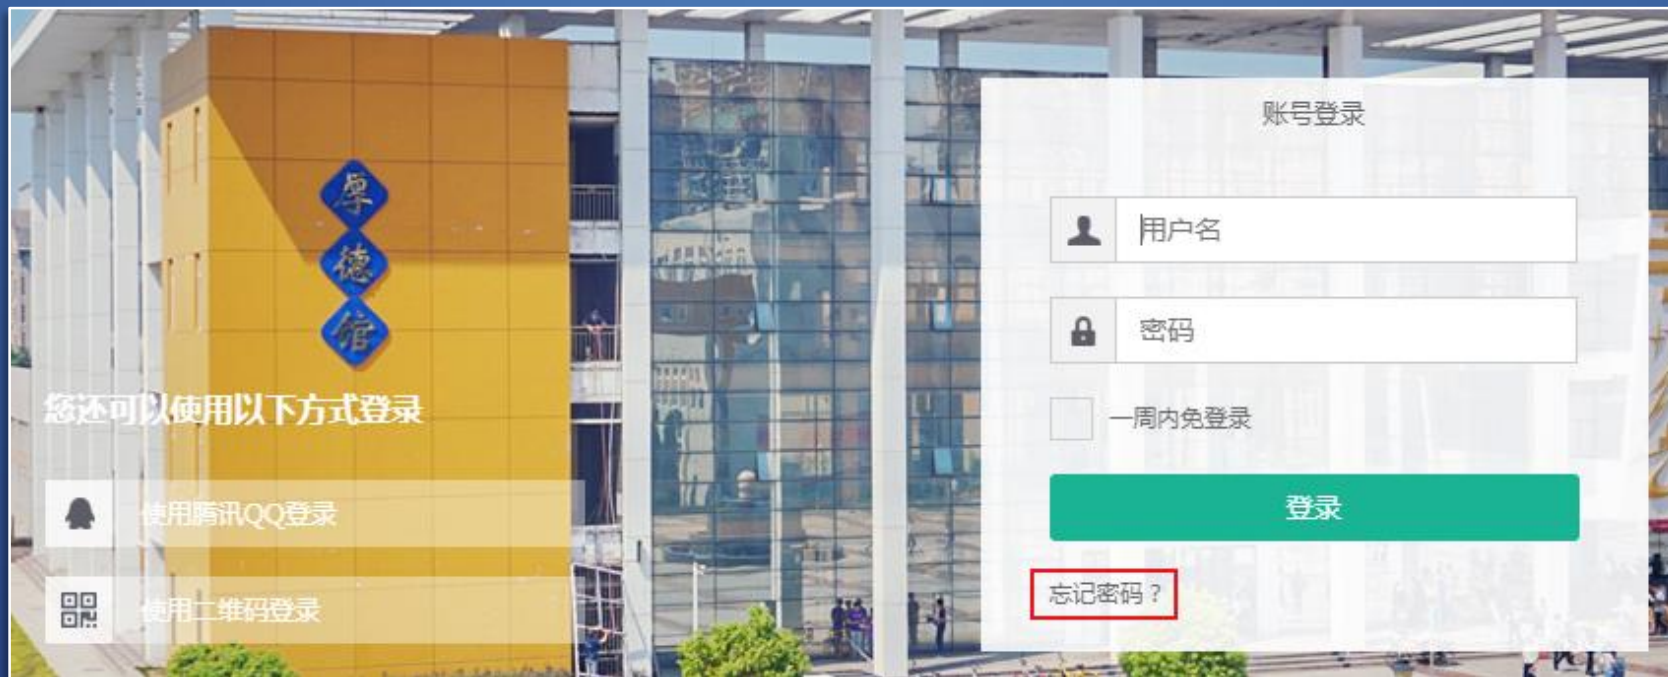 厚
德
馆
您还可以使用以下方式登录
使用腾讯QQ登录
使用二维码登录
账号登录
用户名
密码
一周内免登录
登录
忘记密码？